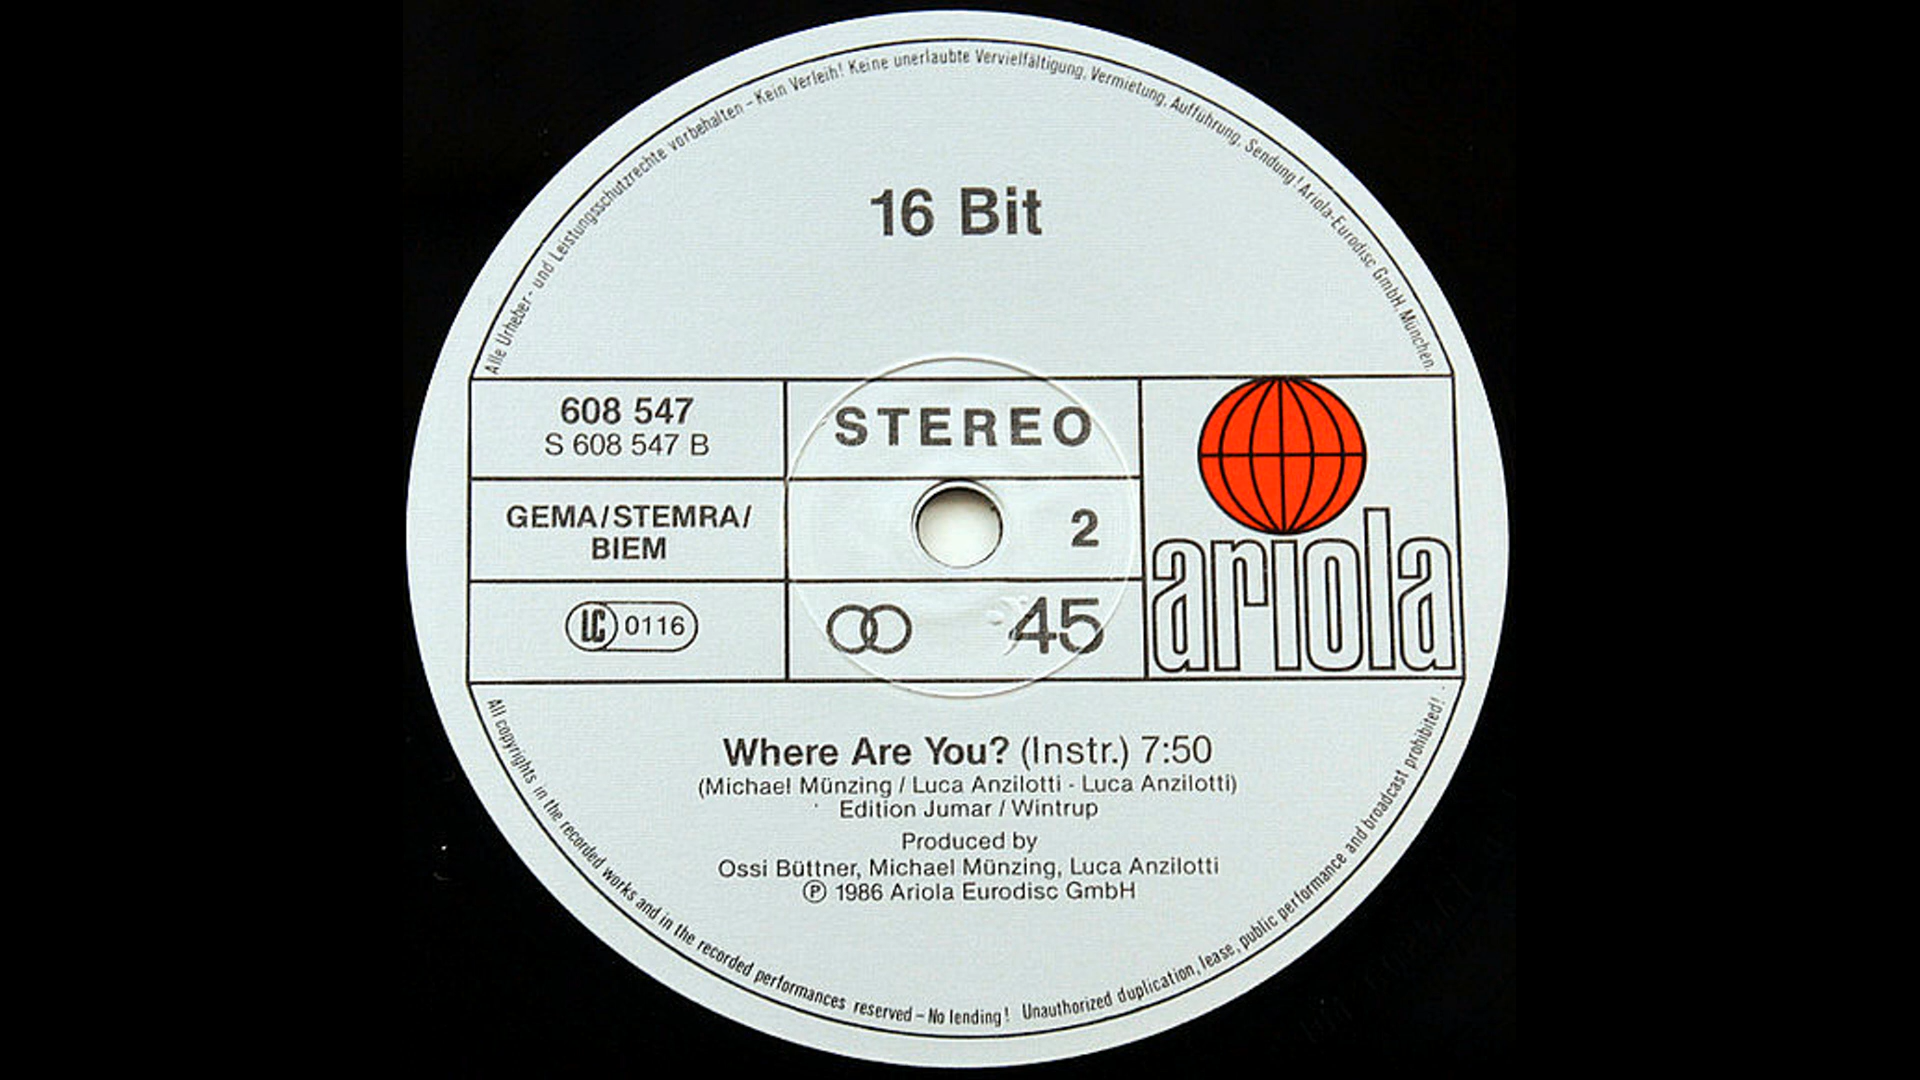 Alle Urheber- und Leistungsschutzrechte vorbehalten – Kein Verleih! Keine unerlaubte Vervielfältigung, Vermietung, Aufführung, Sendung! Ariola-Eurodisc GmbH, München.
16 Bit
608 547
S 608 547 B
STEREO
GEMA/STEMRA/
BIEM
2
LC 0116
45
ariola
Where Are You? (Instr.) 7:50
(Michael Münzing / Luca Anzilotti - Luca Anzilotti)
Edition Jumar / Wintrup
Produced by
Ossi Büttner, Michael Münzing, Luca Anzilotti
Ⓟ 1986 Ariola Eurodisc GmbH
All copyrights in the recorded works and in the recorded performances reserved – No lending! Unauthorized duplication, lease, public performance and broadcast prohibited!